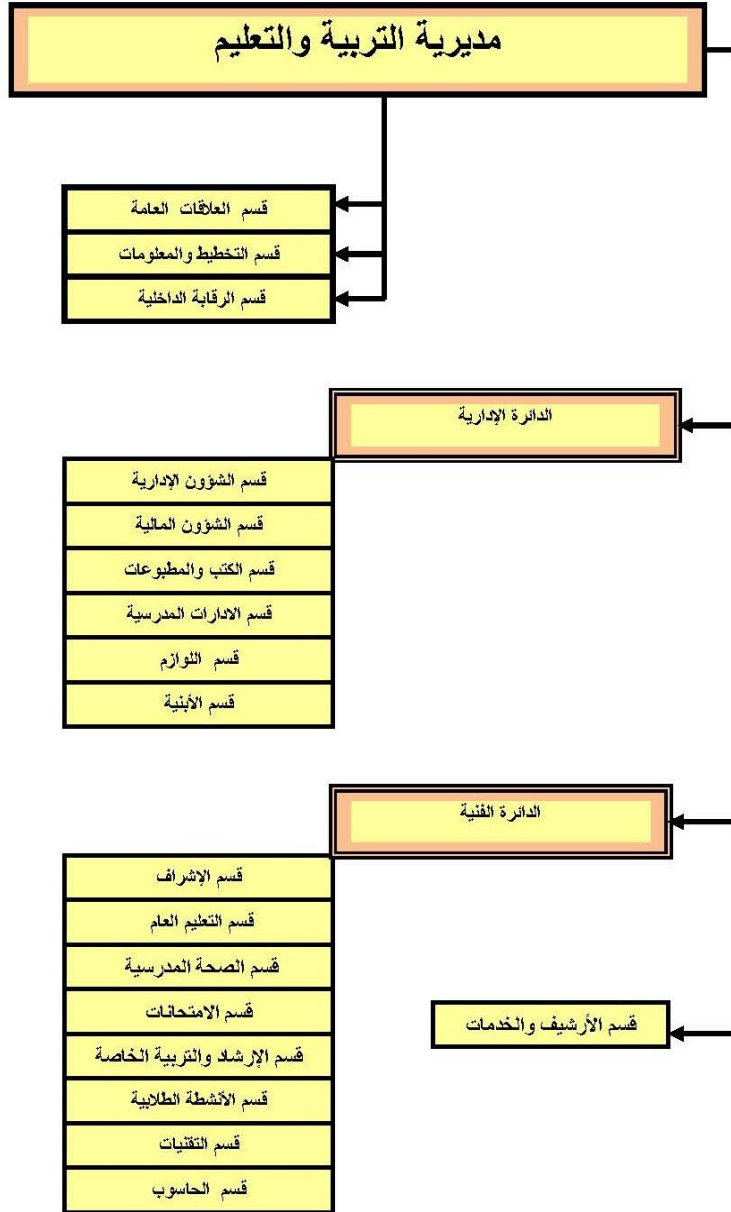 مديرية التربية والتعليم
قسم العلاقات العامة
قسم التخطيط والمعلومات
قسم الرقابة الداخلية
الدائرة الإدارية
قسم الشؤون الإدارية
قسم الشؤون المالية
قسم الكتب والمطبوعات
قسم الادارات المدرسية
قسم اللوازم
قسم الأبنية
الدائرة الفنية
قسم الإشراف
قسم التعليم العام
قسم الصحة المدرسية
قسم الامتحانات
قسم الإرشاد والتربية الخاصة
قسم الأنشطة الطلابية
قسم التقنيات
قسم الحاسوب
قسم الأرشيف والخدمات